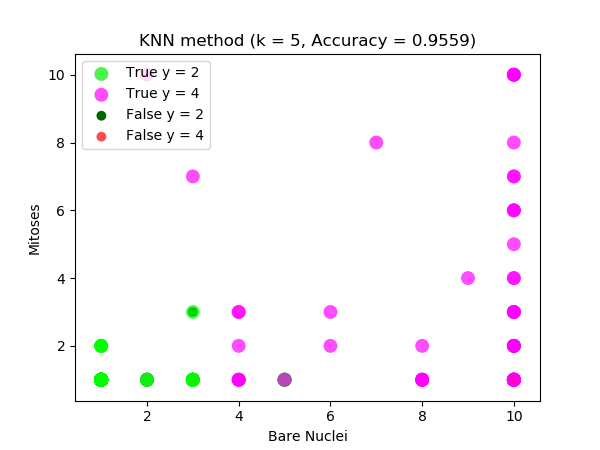 KNN method (k = 5, Accuracy = 0.9559)
True y = 2
True y = 4
False y = 2
False y = 4
10
8
6
4
2
Mitoses
2 4 6 8 10
Bare Nuclei